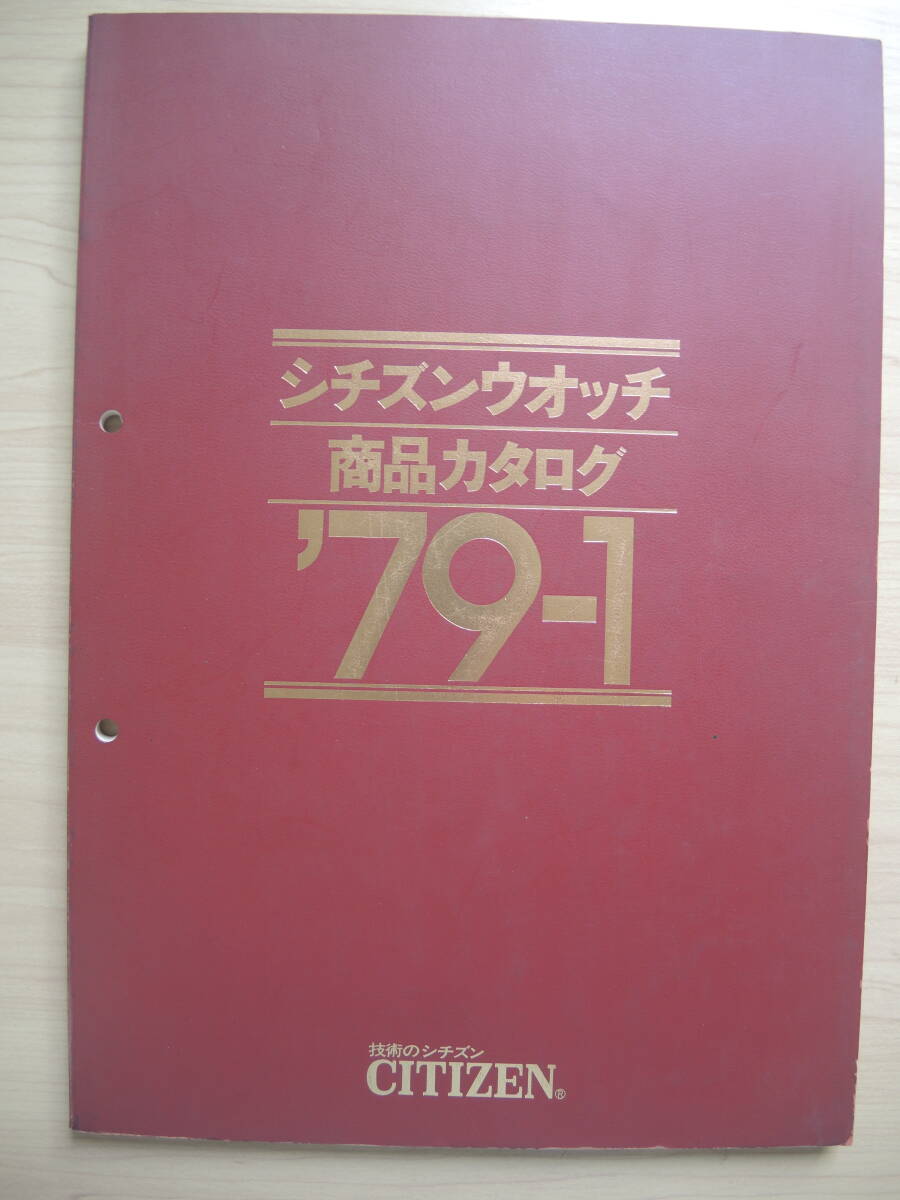 シチズンウオッチ
商品カタログ
'79-1
技術のシチズン
CITIZEN®